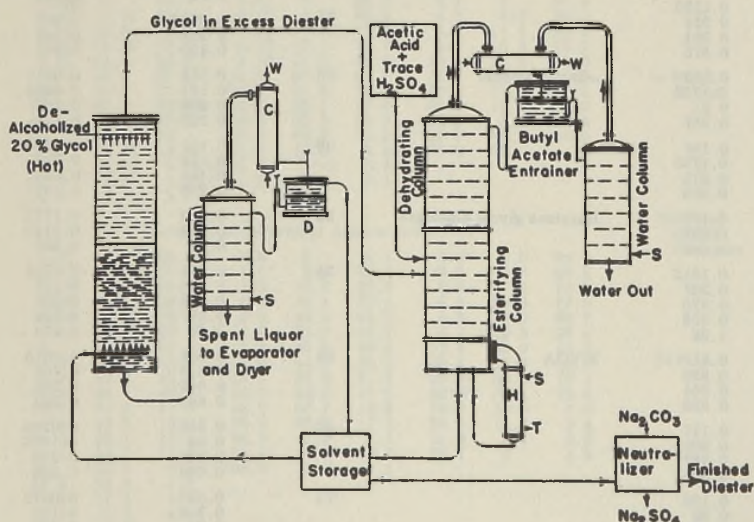 Glycol in Excess Diester
Acetic
Acid
+
Trace
H₂SO₄
C
W
W
C
De-
Alcoholized
20% Glycol
(Hot)
Dehydrating
Column
Butyl
Acetate
Entrainer
Water Column
S
Water Out
Water Column
D
S
Spent Liquor
to Evaporator
and Dryer
Esterifying
Column
S
H
T
Solvent
Storage
Na₂CO₃
Neutra-
lizer
Finished
Diester
Na₂SO₄